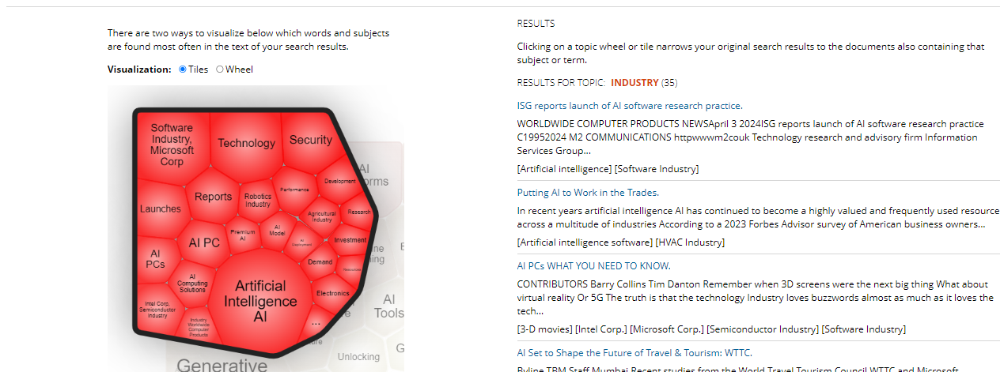 There are two ways to visualize below which words and subjects
are found most often in the text of your search results.
Visualization: Tiles Wheel
Software
Industry,
Microsoft
Corp
Technology
Security
Launches
Reports
Robotics
Industry
Performance
Development
Agricultural
Industry
Research
AI PC
Premium
AI
AI
Model
AI
Deployment
Investment
AI
PCs
Demand
Resources
AI
Computing
Solutions
Artificial
Intelligence
AI
Electronics
Intel Corp,
Semiconductor
Industry
Industry
Worldwide
Computer
Products
...
AI
orms
ine
ing
AI
Tools
Unlocking
Generative
RESULTS
Clicking on a topic wheel or tile narrows your original search results to the documents also containing that
subject or term.
RESULTS FOR TOPIC: INDUSTRY (35)
ISG reports launch of AI software research practice.
WORLDWIDE COMPUTER PRODUCTS NEWSApril 3 2024ISG reports launch of AI software research practice
C19952024 M2 COMMUNICATIONS httpwwwm2couk Technology research and advisory firm Information
Services Group...
[Artificial intelligence] [Software Industry]
Putting AI to Work in the Trades.
In recent years artificial intelligence AI has continued to become a highly valued and frequently used resource
across a multitude of industries According to a 2023 Forbes Advisor survey of American business owners...
[Artificial intelligence software] [HVAC Industry]
AI PCs WHAT YOU NEED TO KNOW.
CONTRIBUTORS Barry Collins Tim Danton Remember when 3D screens were the next big thing What about
virtual reality Or 5G The truth is that the technology Industry loves buzzwords almost as much as it loves the
tech...
[3-D movies] [Intel Corp.] [Microsoft Corp.] [Semiconductor Industry] [Software Industry]
AI Set to Shape the Future of Travel & Tourism: WTTC.
Byline TBM Staff Mumbai Recent studies from the World Travel Tourism Council WTTC and Microsoft